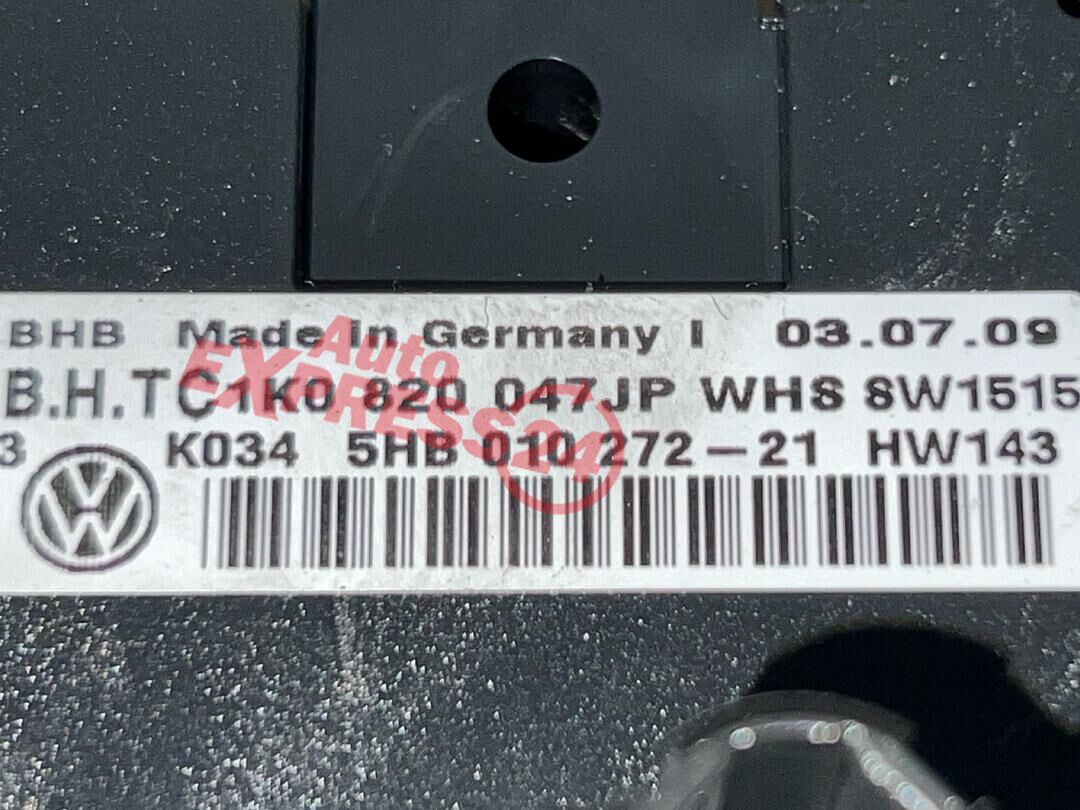 BHB Made in Germany I 03.07.09
B.H.T C1K0 820 047JP WHS SW1515
3 K034 5HB 010 272-21 HW143
Auto
EXPRESS24